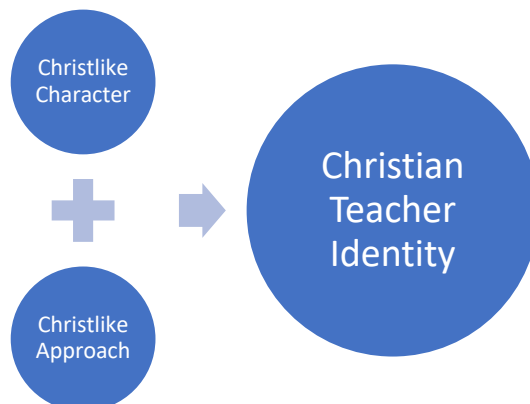 Christlike
Character
Christlike
Approach
Christian
Teacher
Identity